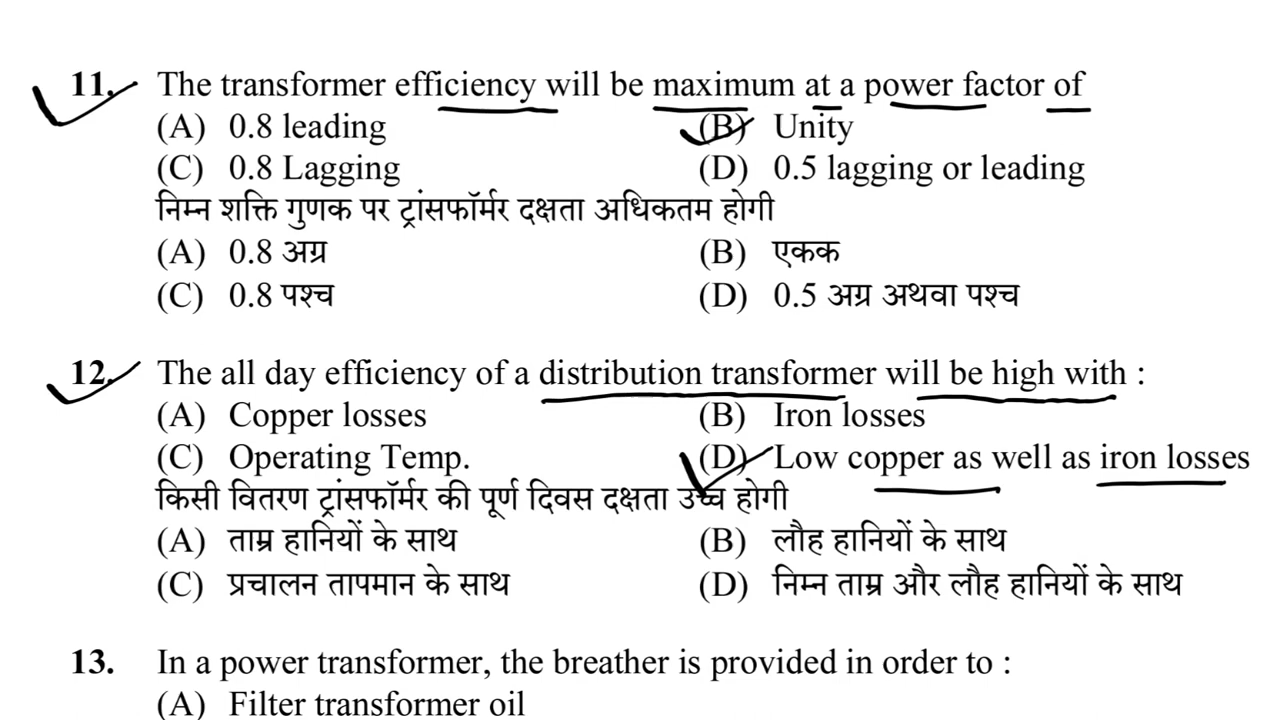 11. The transformer efficiency will be maximum at a power factor of
(A) 0.8 leading (B) Unity
(C) 0.8 Lagging (D) 0.5 lagging or leading
निम्न शक्ति गुणक पर ट्रांसफॉर्मर दक्षता अधिकतम होगी
(A) 0.8 अग्र (B) एकक
(C) 0.8 पश्च (D) 0.5 अग्र अथवा पश्च
12. The all day efficiency of a distribution transformer will be high with :
(A) Copper losses (B) Iron losses
(C) Operating Temp. (D) Low copper as well as iron losses
किसी वितरण ट्रांसफॉर्मर की पूर्ण दिवस दक्षता उच्च होगी
(A) ताम्र हानियों के साथ (B) लौह हानियों के साथ
(C) प्रचालन तापमान के साथ (D) निम्न ताम्र और लौह हानियों के साथ
13. In a power transformer, the breather is provided in order to :
(A) Filter transformer oil